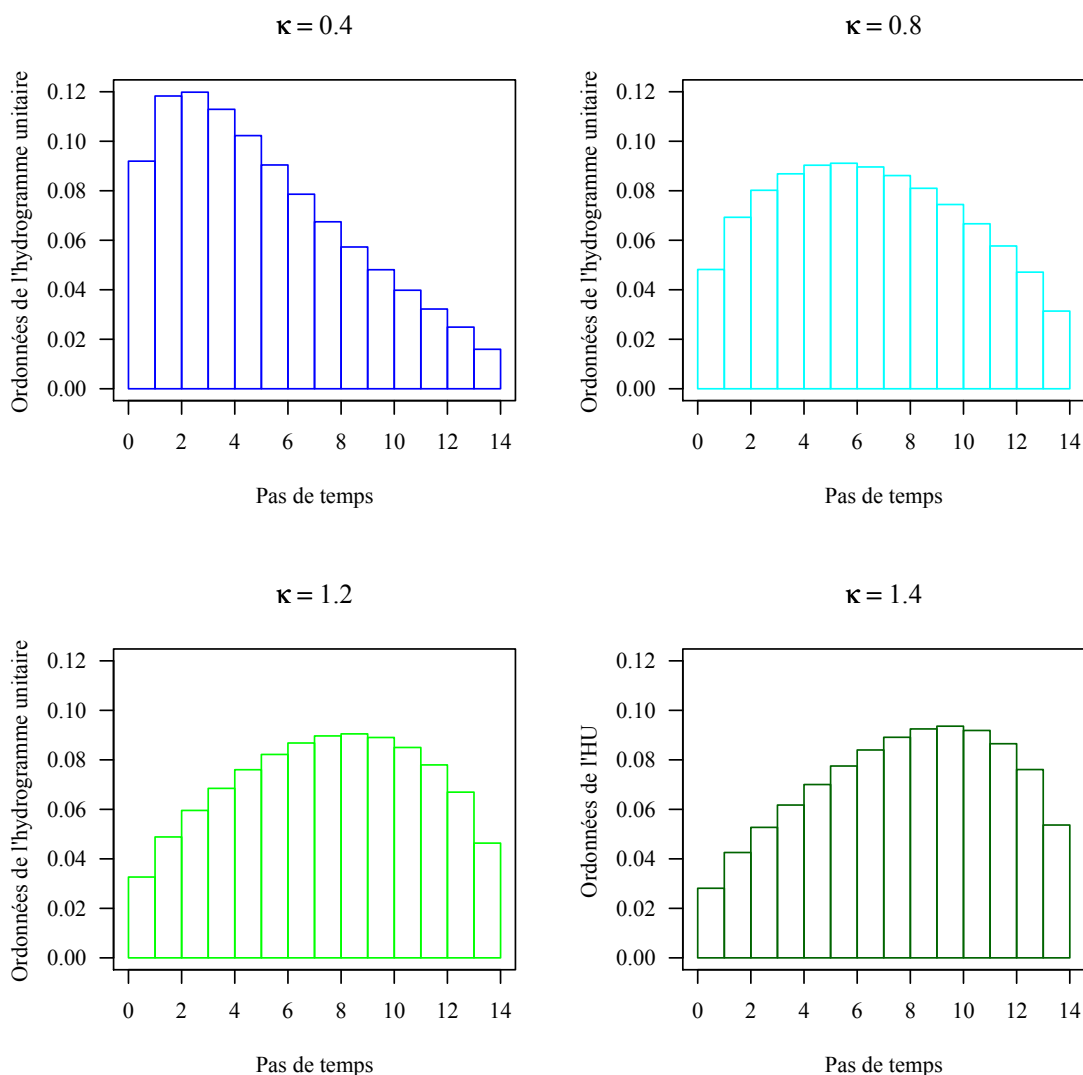 κ = 0.4
Ordonnées de l'hydrogramme unitaire
0.12
0.10
0.08
0.06
0.04
0.02
0.00
0 2 4 6 8 10 12 14
Pas de temps
κ = 0.8
Ordonnées de l'hydrogramme unitaire
0.12
0.10
0.08
0.06
0.04
0.02
0.00
0 2 4 6 8 10 12 14
Pas de temps
κ = 1.2
Ordonnées de l'hydrogramme unitaire
0.12
0.10
0.08
0.06
0.04
0.02
0.00
0 2 4 6 8 10 12 14
Pas de temps
κ = 1.4
Ordonnées de l'HU
0.12
0.10
0.08
0.06
0.04
0.02
0.00
0 2 4 6 8 10 12 14
Pas de temps